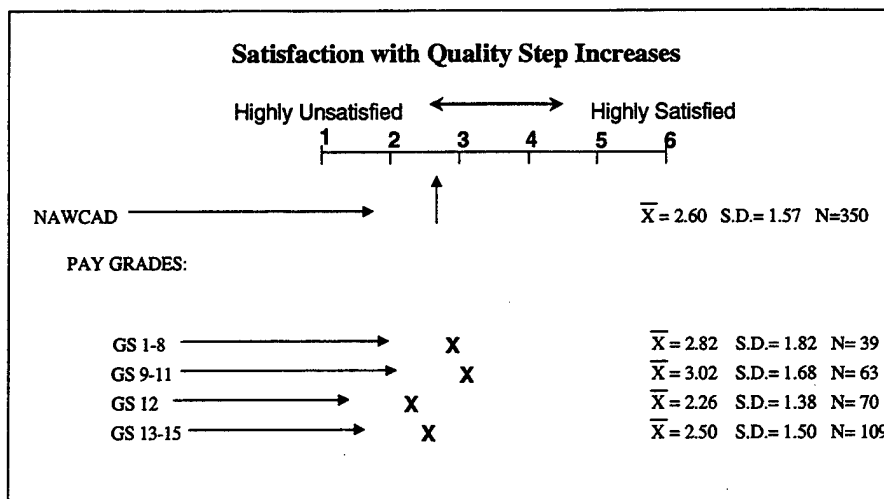 Satisfaction with Quality Step Increases
Highly Unsatisfied Highly Satisfied
1 2 3 4 5 6
NAWCAD X̅ = 2.60 S.D.= 1.57 N=350
PAY GRADES:
GS 1-8 X X̅ = 2.82 S.D.= 1.82 N= 39
GS 9-11 X X̅ = 3.02 S.D.= 1.68 N= 63
GS 12 X X̅ = 2.26 S.D.= 1.38 N= 70
GS 13-15 X X̅ = 2.50 S.D.= 1.50 N= 109